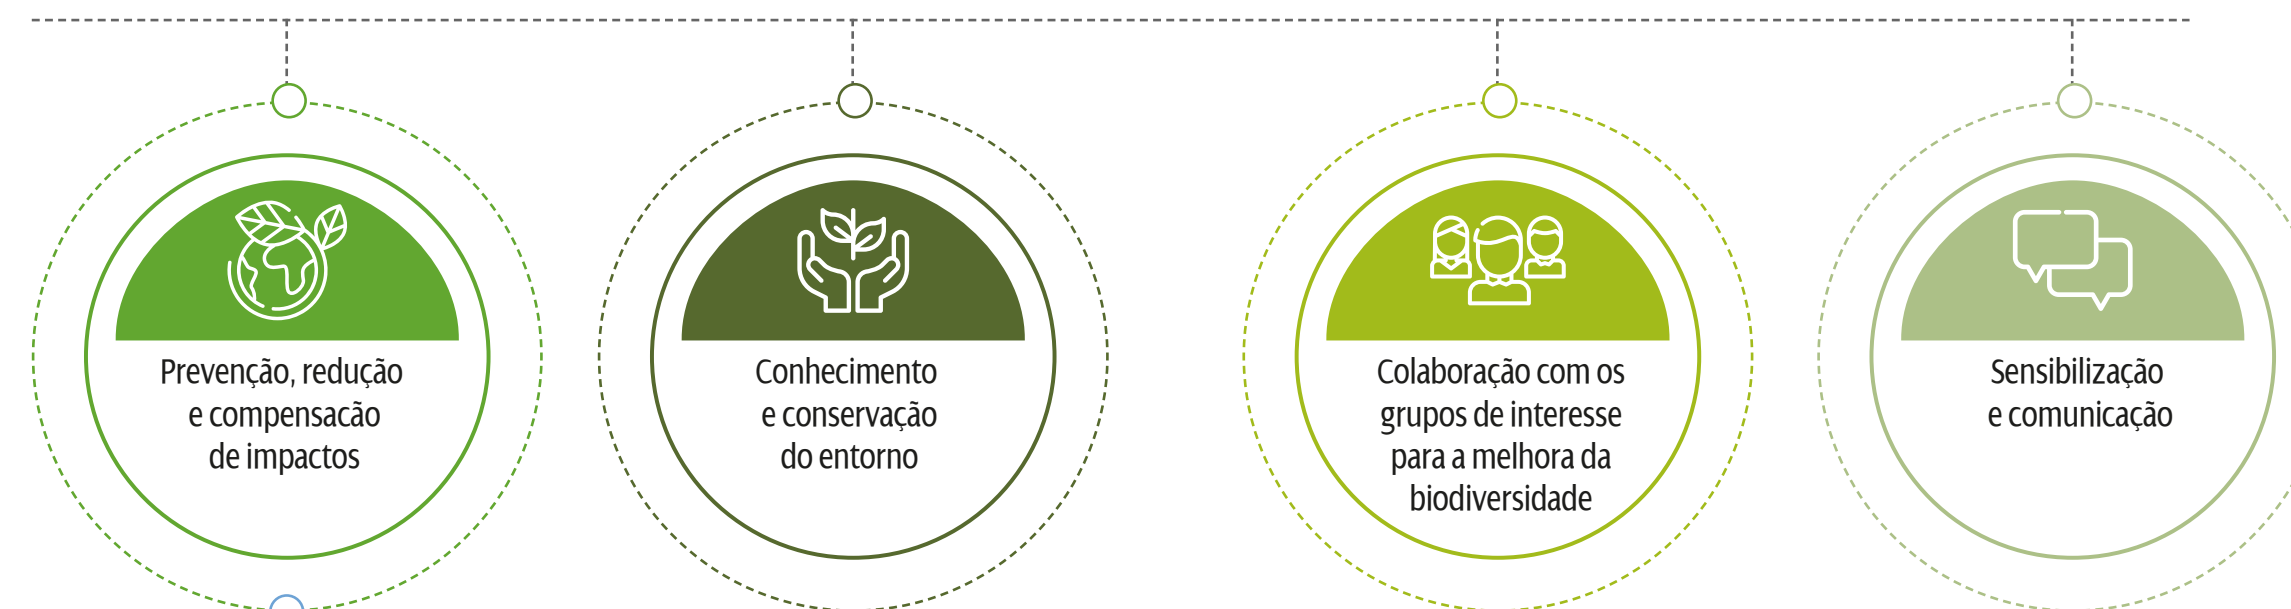 Prevenção, redução
e compensacão
de impactos
Conhecimento
e conservação
do entorno
Colaboração com os
grupos de interesse
para a melhora da
biodiversidade
Sensibilização
e comunicação